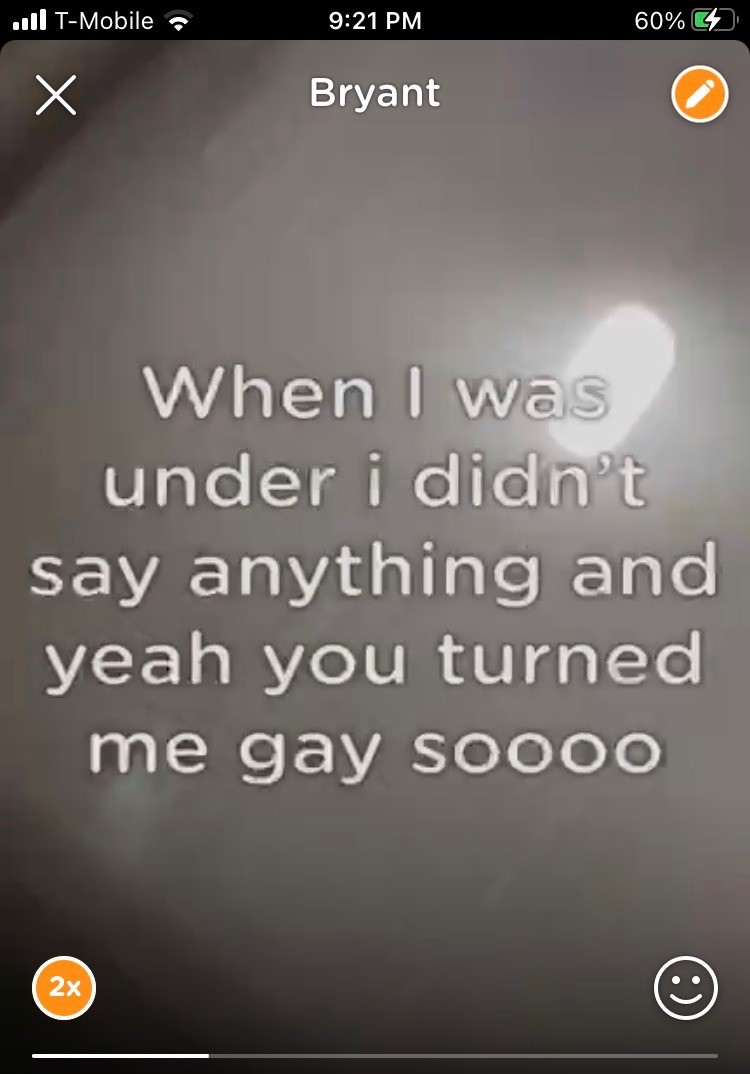 T-Mobile 9:21 PM 60%
Bryant
When I was
under i didn't
say anything and
yeah you turned
me gay soooo
2x